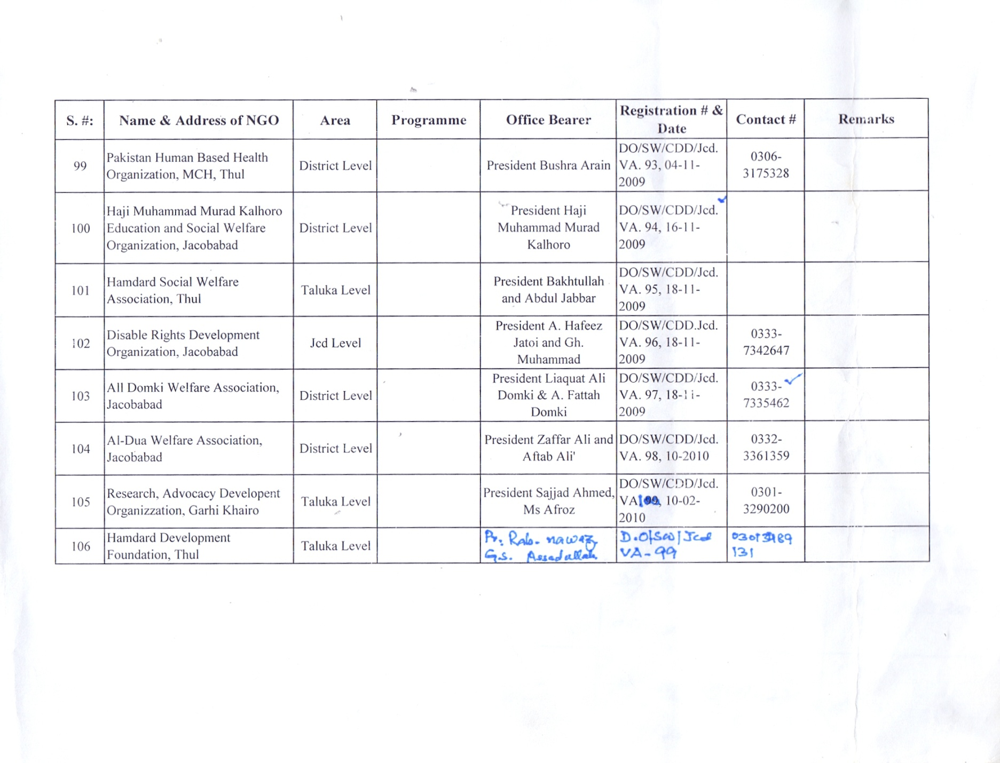 S. #: Name & Address of NGO Area Programme Office Bearer Registration # & Date Contact # Remarks
99
Pakistan Human Based Health
Organization, MCH, Thul
District Level
President Bushra Arain
DO/SW/CDD/Jcd.
VA. 93, 04-11-
2009
0306-
3175328
100
Haji Muhammad Murad Kalhoro
Education and Social Welfare
Organization, Jacobabad
District Level
President Haji
Muhammad Murad
Kalhoro
DO/SW/CDD/Jcd.
VA. 94, 16-11-
2009
101
Hamdard Social Welfare
Association, Thul
Taluka Level
President Bakhtullah
and Abdul Jabbar
DO/SW/CDD/Jcd.
VA. 95, 18-11-
2009
102
Disable Rights Development
Organization, Jacobabad
Jcd Level
President A. Hafeez
Jatoi and Gh.
Muhammad
DO/SW/CDD.Jcd.
VA. 96, 18-11-
2009
0333-
7342647
103
All Domki Welfare Association,
Jacobabad
District Level
President Liaquat Ali
Domki & A. Fattah
Domki
DO/SW/CDD/Jcd.
VA. 97, 18-11-
2009
0333-
7335462
104
Al-Dua Welfare Association,
Jacobabad
District Level
President Zaffar Ali and
Aftab Ali'
DO/SW/CDD/Jcd.
VA. 98, 10-2010
0332-
3361359
105
Research, Advocacy Developent
Organizzation, Garhi Khairo
Taluka Level
President Sajjad Ahmed,
Ms Afroz
DO/SW/CDD/Jcd.
VA 100, 10-02-
2010
0301-
3290200
106
Hamdard Development
Foundation, Thul
Taluka Level
Pr: Rab-nawaz
G.S. Assadullah
D.O/SW/Jcd
VA-99
131